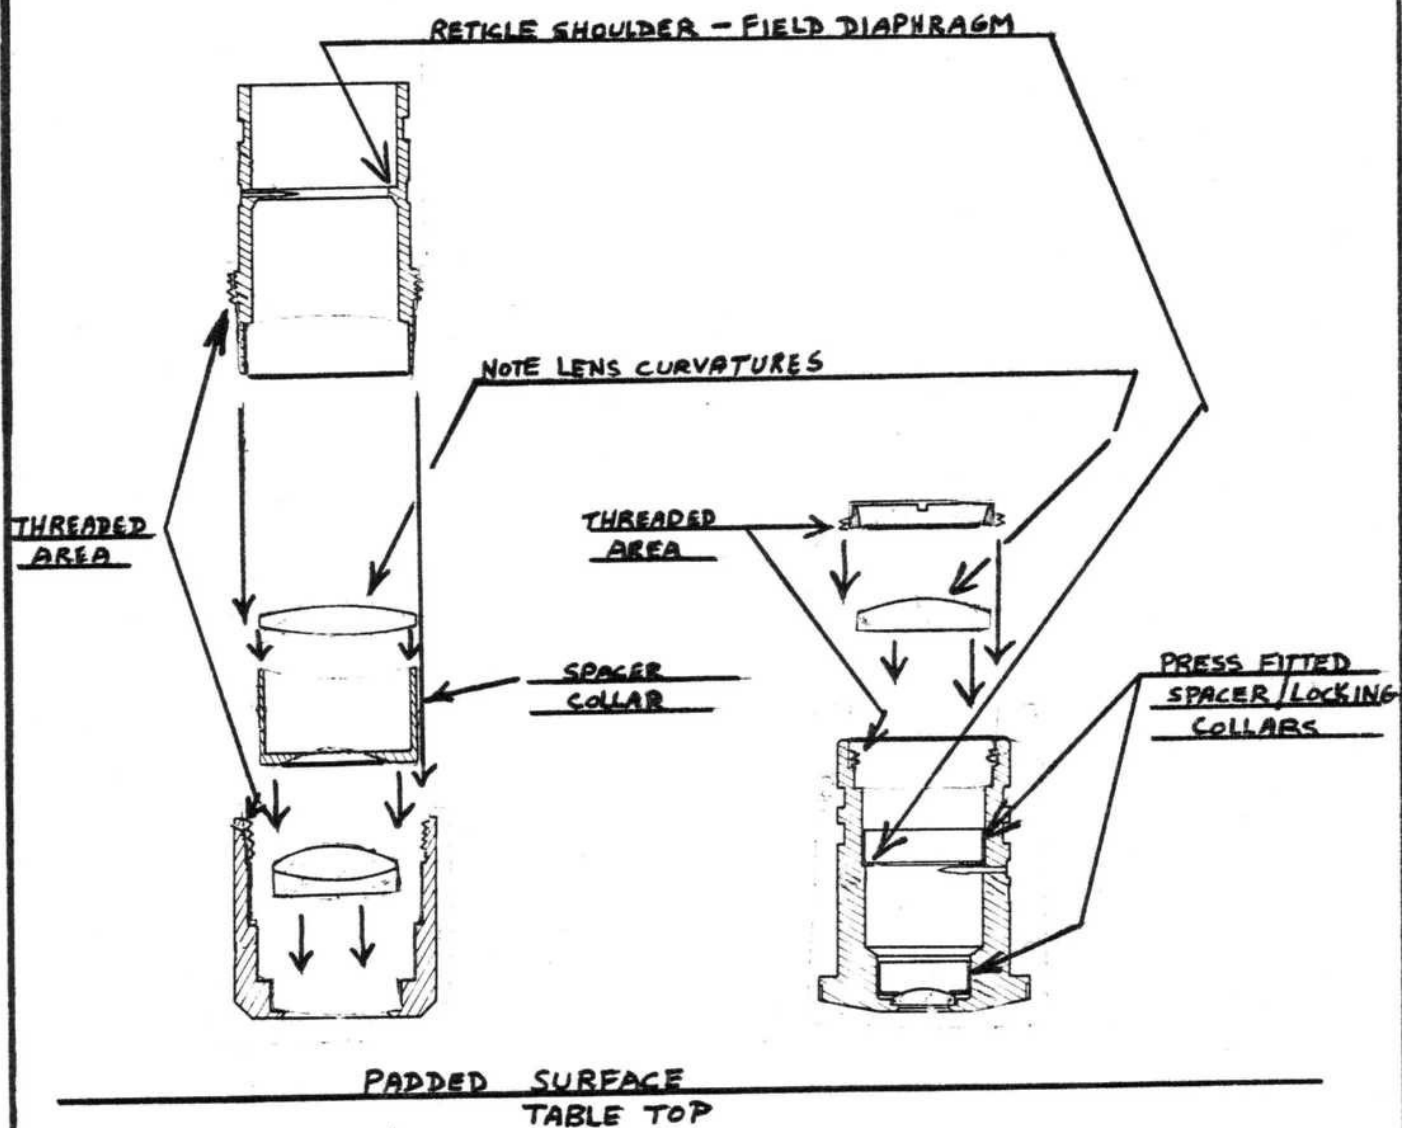 RETICLE SHOULDER - FIELD DIAPHRAGM
NOTE LENS CURVATURES
THREADED
AREA
THREADED
AREA
SPACER
COLLAR
PRESS FITTED
SPACER/LOCKING
COLLARS
PADDED SURFACE
TABLE TOP